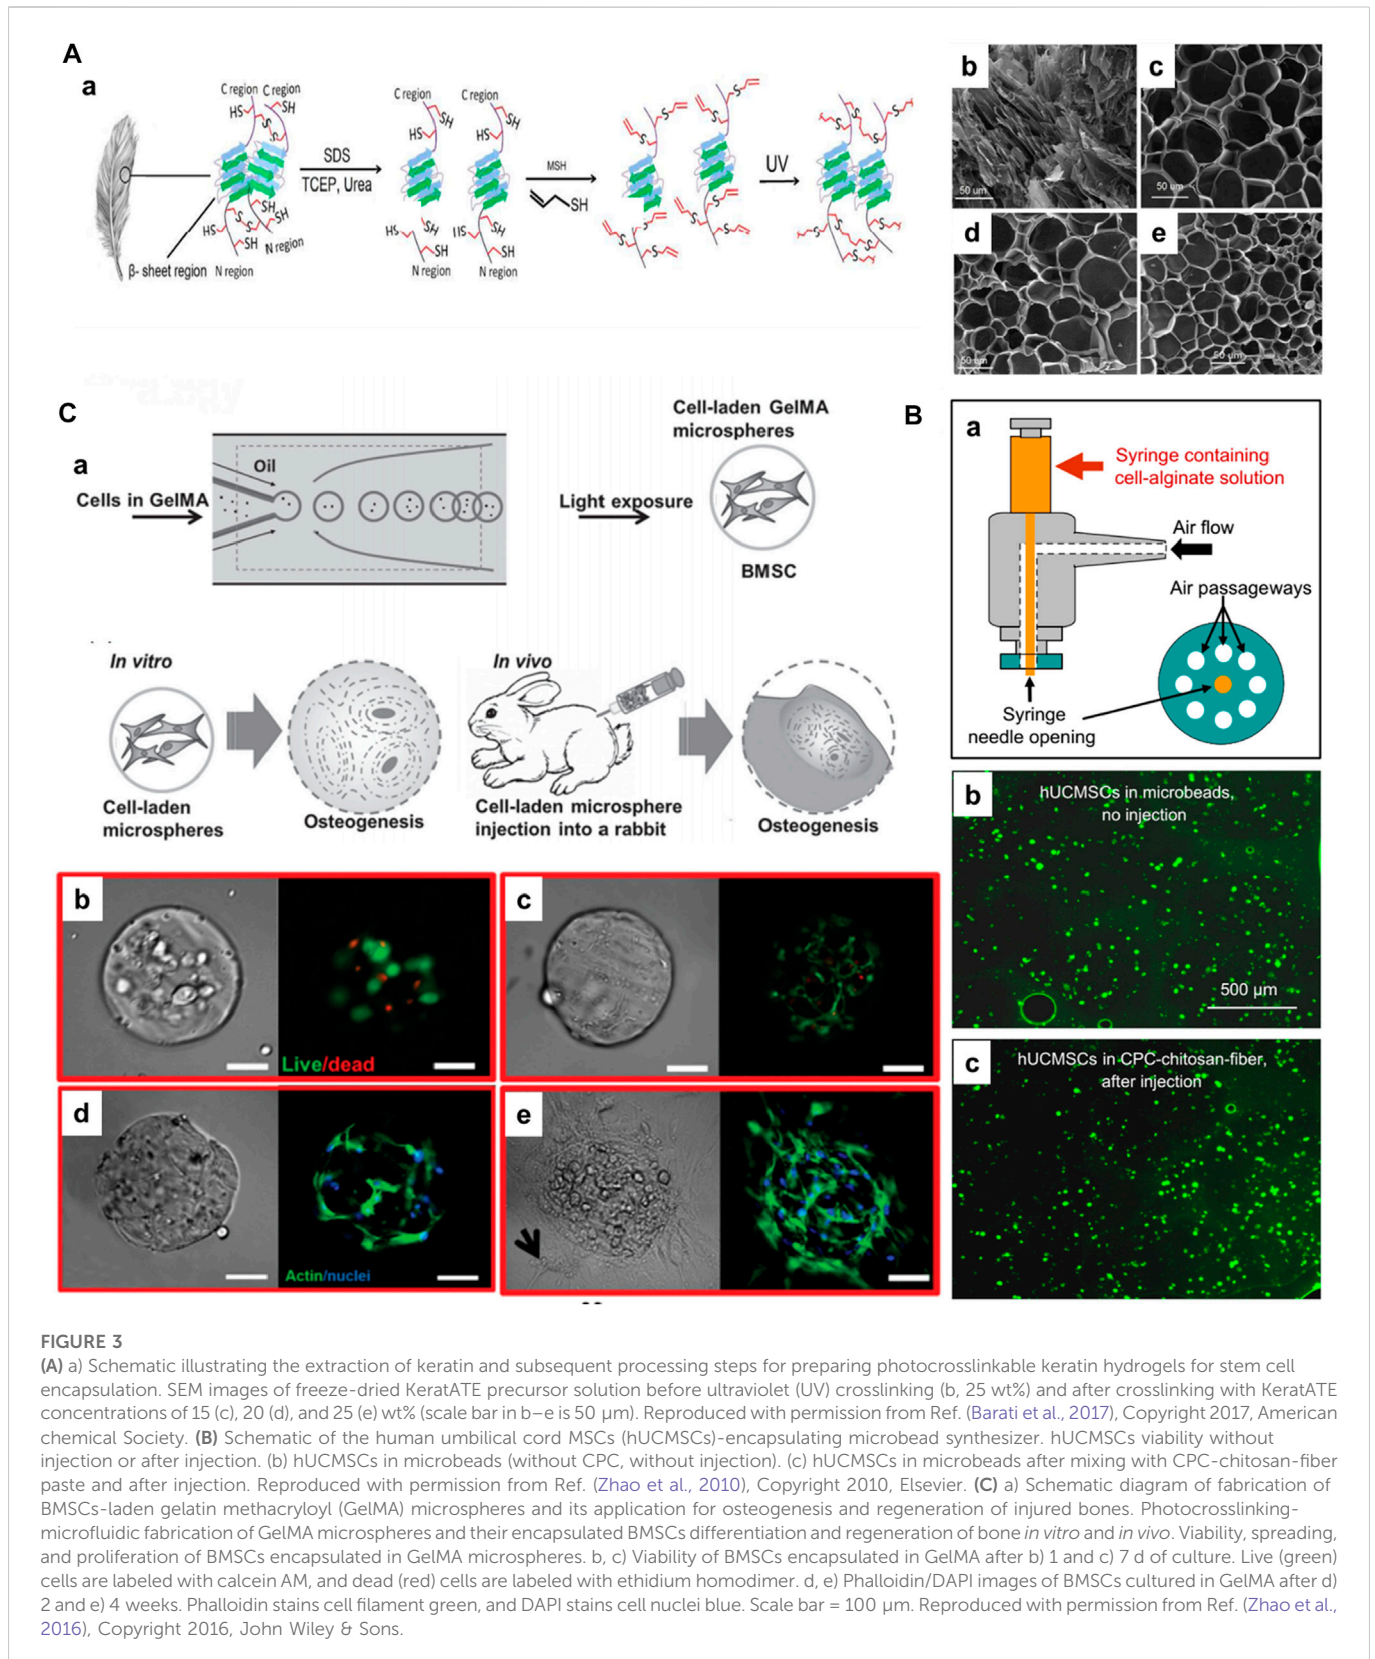 A
a
C region
C region
HS
SH
S
S
SH
HS
S
S
SH
SH
N region
β- sheet region
N region
SDS
TCEP, Urea
C region
C region
HS
SH
HS
SH
HS
SH
HS
SH
SH
SH
N region
N region
MSH
SH
S
S
S
S
S
S
S
S
UV
S
S
S
S
S
S
S
S
b
50 um
c
50 um
d
50 um
e
50 um
C
a
Oil
Cells in GelMA
Light exposure
Cell-laden GelMA
microspheres
BMSC
In vitro
Cell-laden
microspheres
Osteogenesis
In vivo
Cell-laden microsphere
injection into a rabbit
Osteogenesis
b
Live/dead
c
d
Actin/nuclei
e
B
a
Syringe containing
cell-alginate solution
Air flow
Air passageways
Syringe
needle opening
b
hUCMSCs in microbeads,
no injection
500 µm
c
hUCMSCs in CPC-chitosan-fiber,
after injection
FIGURE 3
(A) a) Schematic illustrating the extraction of keratin and subsequent processing steps for preparing photocrosslinkable keratin hydrogels for stem cell
encapsulation. SEM images of freeze-dried KeratATE precursor solution before ultraviolet (UV) crosslinking (b, 25 wt%) and after crosslinking with KeratATE
concentrations of 15 (c), 20 (d), and 25 (e) wt% (scale bar in b–e is 50 µm). Reproduced with permission from Ref. (Barati et al., 2017), Copyright 2017, American
chemical Society. (B) Schematic of the human umbilical cord MSCs (hUCMSCs)-encapsulating microbead synthesizer. hUCMSCs viability without
injection or after injection. (b) hUCMSCs in microbeads (without CPC, without injection). (c) hUCMSCs in microbeads after mixing with CPC-chitosan-fiber
paste and after injection. Reproduced with permission from Ref. (Zhao et al., 2010), Copyright 2010, Elsevier. (C) a) Schematic diagram of fabrication of
BMSCs-laden gelatin methacryloyl (GelMA) microspheres and its application for osteogenesis and regeneration of injured bones. Photocrosslinking-
microfluidic fabrication of GelMA microspheres and their encapsulated BMSCs differentiation and regeneration of bone in vitro and in vivo. Viability, spreading,
and proliferation of BMSCs encapsulated in GelMA microspheres. b, c) Viability of BMSCs encapsulated in GelMA after b) 1 and c) 7 d of culture. Live (green)
cells are labeled with calcein AM, and dead (red) cells are labeled with ethidium homodimer. d, e) Phalloidin/DAPI images of BMSCs cultured in GelMA after d)
2 and e) 4 weeks. Phalloidin stains cell filament green, and DAPI stains cell nuclei blue. Scale bar = 100 µm. Reproduced with permission from Ref. (Zhao et al.,
2016), Copyright 2016, John Wiley & Sons.